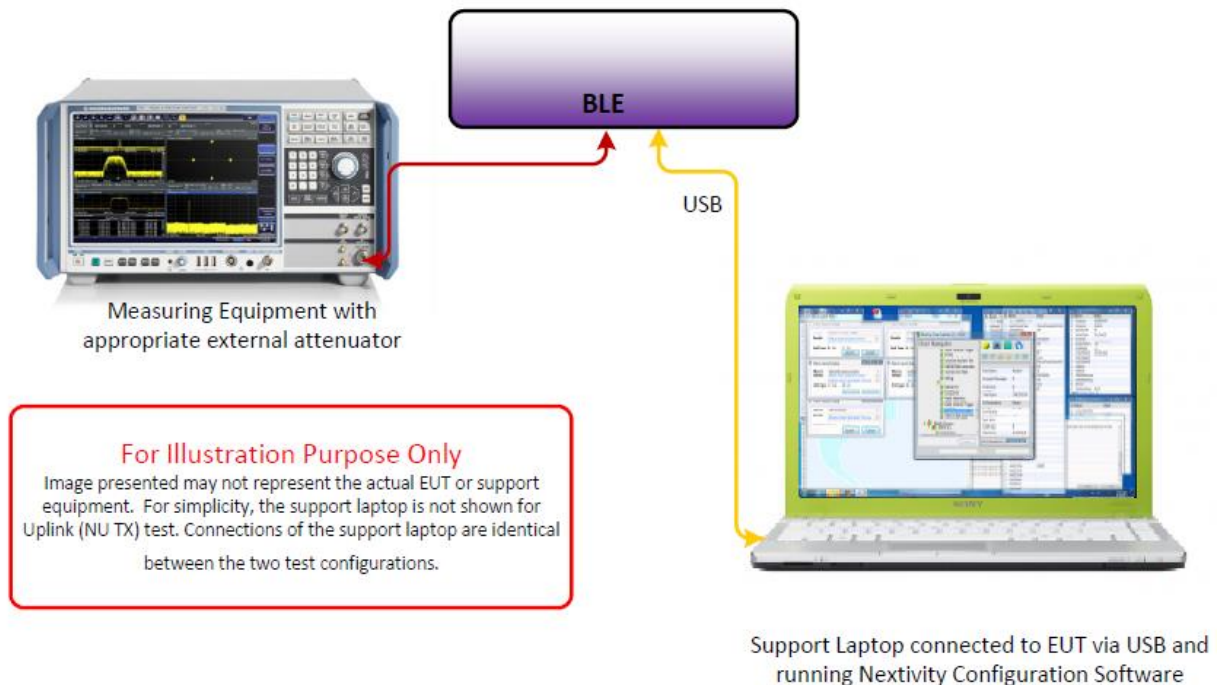 BLE
USB
Measuring Equipment with
appropriate external attenuator
For Illustration Purpose Only
Image presented may not represent the actual EUT or support
equipment. For simplicity, the support laptop is not shown for
Uplink (NU TX) test. Connections of the support laptop are identical
between the two test configurations.
SONY
Support Laptop connected to EUT via USB and
running Nextivity Configuration Software